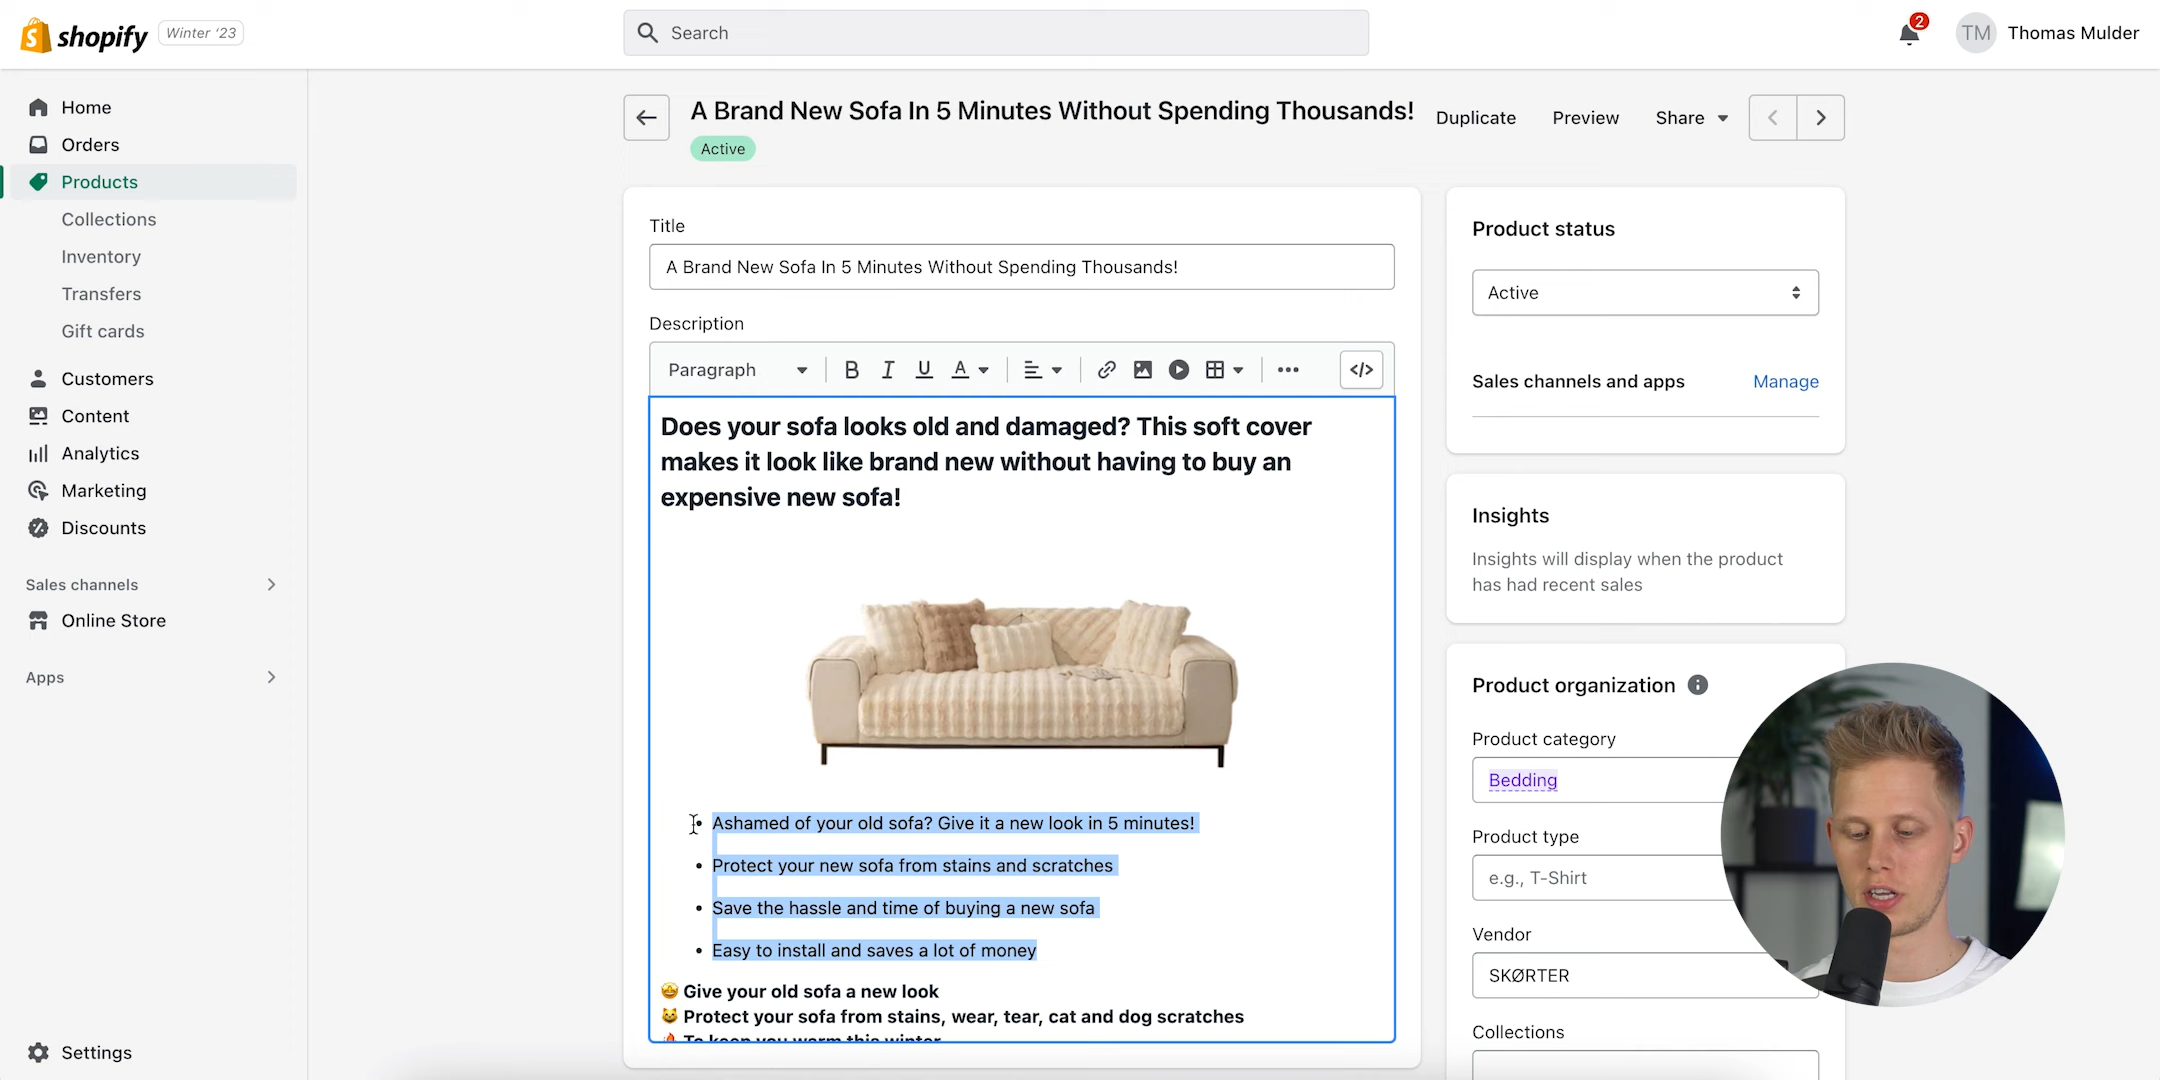 shopify
Winter '23
Search
2
TM
Thomas Mulder
Home
Orders
Products
Collections
Inventory
Transfers
Gift cards
Customers
Content
Analytics
Marketing
Discounts
Sales channels
Online Store
Apps
Settings
A Brand New Sofa In 5 Minutes Without Spending Thousands!
Active
Duplicate
Preview
Share
Title
A Brand New Sofa In 5 Minutes Without Spending Thousands!
Description
Paragraph
B I U A
</>
Does your sofa looks old and damaged? This soft cover
makes it look like brand new without having to buy an
expensive new sofa!
• Ashamed of your old sofa? Give it a new look in 5 minutes!
• Protect your new sofa from stains and scratches
• Save the hassle and time of buying a new sofa
• Easy to install and saves a lot of money
🤩 Give your old sofa a new look
😺 Protect your sofa from stains, wear, tear, cat and dog scratches
🔥 To keep you warm this winter
Product status
Active
Sales channels and apps
Manage
Insights
Insights will display when the product
has had recent sales
Product organization
Product category
Bedding
Product type
e.g., T-Shirt
Vendor
SKØRTER
Collections